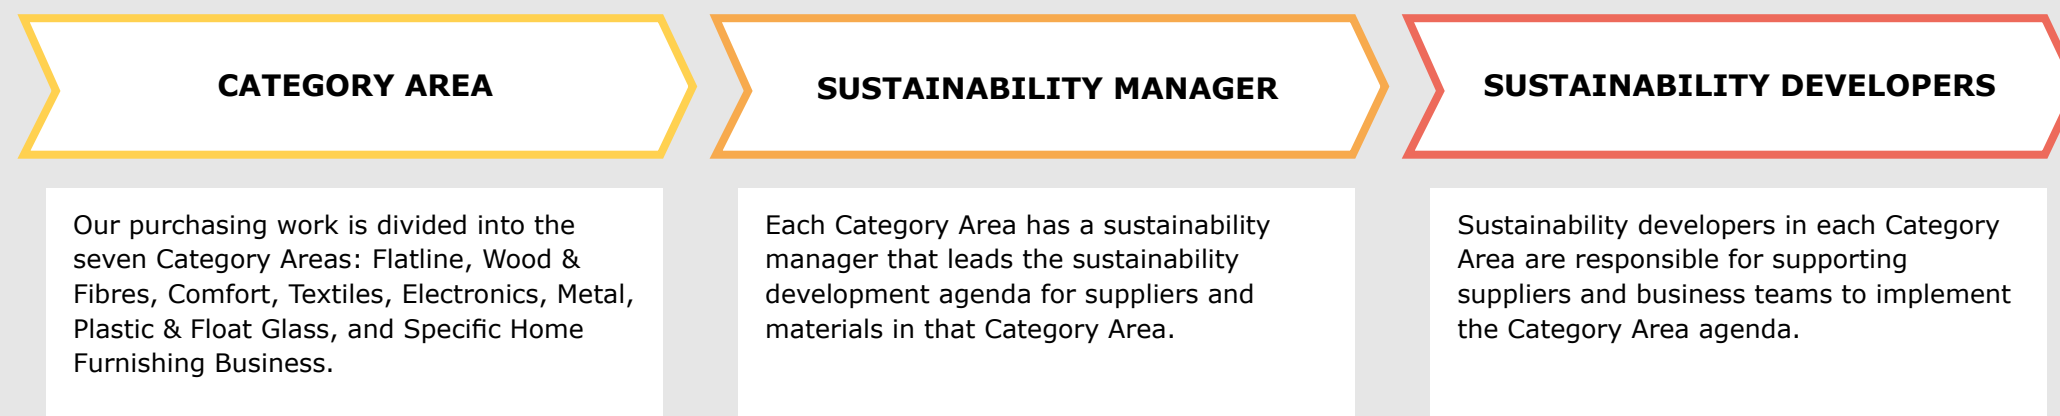 CATEGORY AREA
Our purchasing work is divided into the
seven Category Areas: Flatline, Wood &
Fibres, Comfort, Textiles, Electronics, Metal,
Plastic & Float Glass, and Specific Home
Furnishing Business.
SUSTAINABILITY MANAGER
Each Category Area has a sustainability
manager that leads the sustainability
development agenda for suppliers and
materials in that Category Area.
SUSTAINABILITY DEVELOPERS
Sustainability developers in each Category
Area are responsible for supporting
suppliers and business teams to implement
the Category Area agenda.